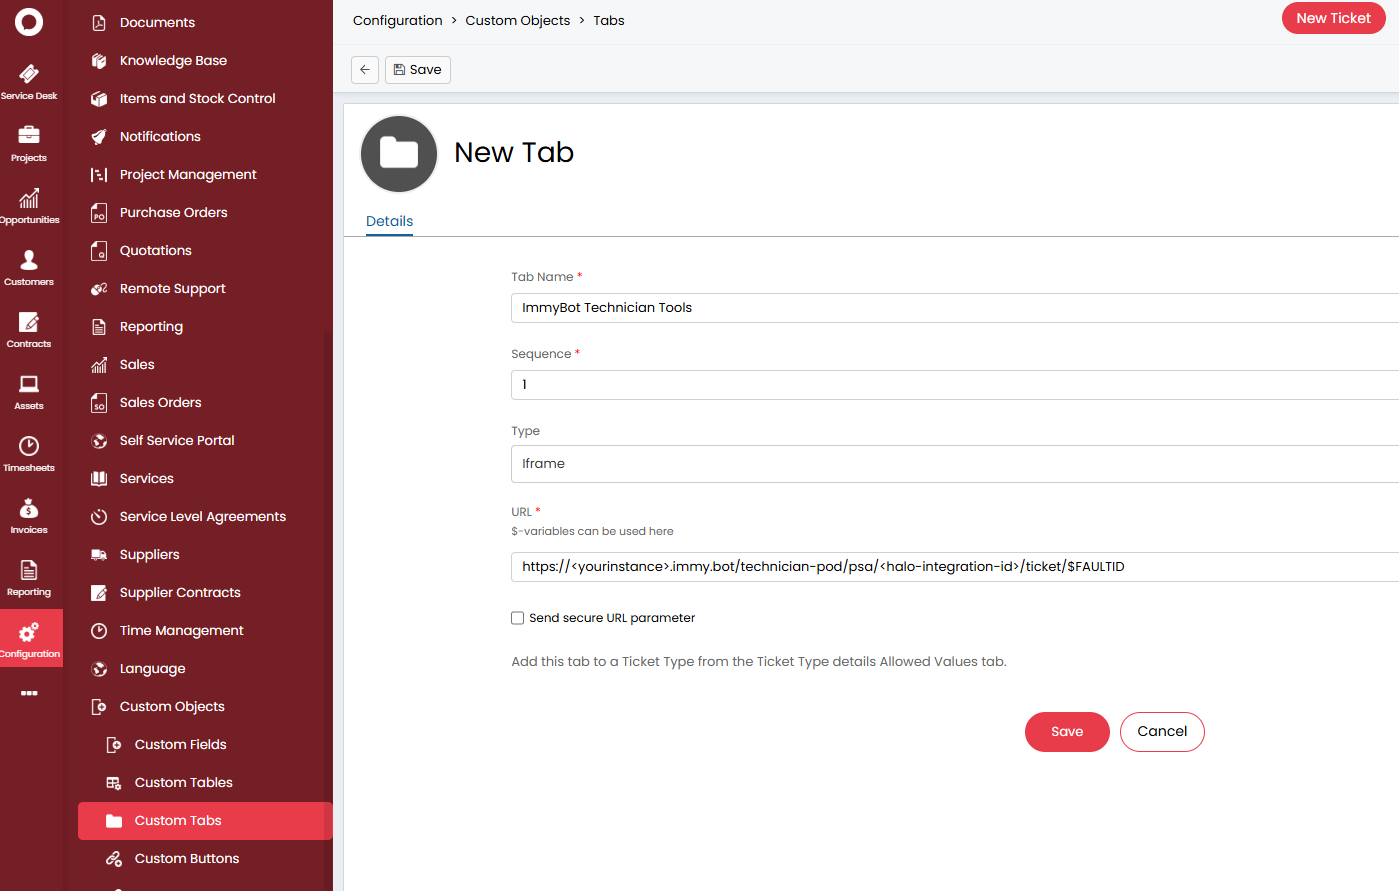 Service Desk
Projects
Opportunities
Customers
Contracts
Assets
Timesheets
Invoices
Reporting
Configuration
Documents
Knowledge Base
Items and Stock Control
Notifications
Project Management
Purchase Orders
Quotations
Remote Support
Reporting
Sales
Sales Orders
Self Service Portal
Services
Service Level Agreements
Suppliers
Supplier Contracts
Time Management
Language
Custom Objects
Custom Fields
Custom Tables
Custom Tabs
Custom Buttons
Configuration > Custom Objects > Tabs
New Ticket
Save
New Tab
Details
Tab Name *
ImmyBot Technician Tools
Sequence *
1
Type
Iframe
URL *
$-variables can be used here
https://<yourinstance>.immy.bot/technician-pod/psa/<halo-integration-id>/ticket/$FAULTID
Send secure URL parameter
Add this tab to a Ticket Type from the Ticket Type details Allowed Values tab.
Save
Cancel